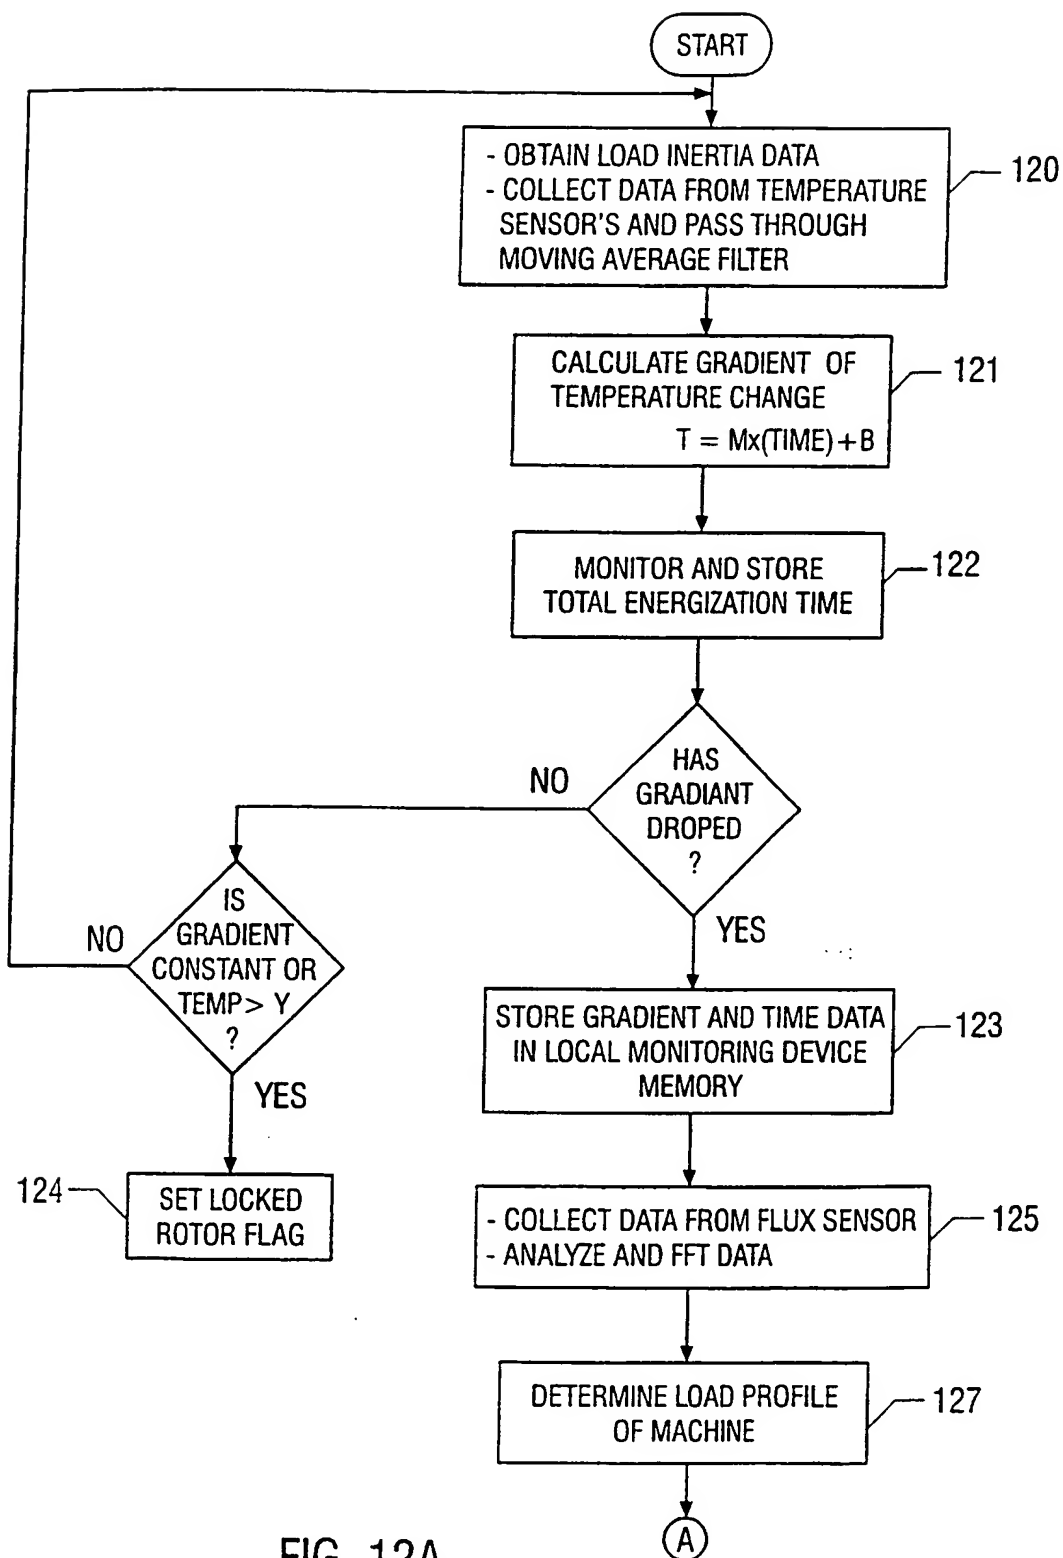 START
- OBTAIN LOAD INERTIA DATA
- COLLECT DATA FROM TEMPERATURE
SENSOR'S AND PASS THROUGH
MOVING AVERAGE FILTER
120
CALCULATE GRADIENT OF
TEMPERATURE CHANGE
T = Mx(TIME)+B
121
MONITOR AND STORE
TOTAL ENERGIZATION TIME
122
HAS
GRADIANT
DROPED
?
NO
YES
IS
GRADIENT
CONSTANT OR
TEMP> Y
?
NO
YES
STORE GRADIENT AND TIME DATA
IN LOCAL MONITORING DEVICE
MEMORY
123
124
SET LOCKED
ROTOR FLAG
- COLLECT DATA FROM FLUX SENSOR
- ANALYZE AND FFT DATA
125
DETERMINE LOAD PROFILE
OF MACHINE
127
A
FIG. 12A